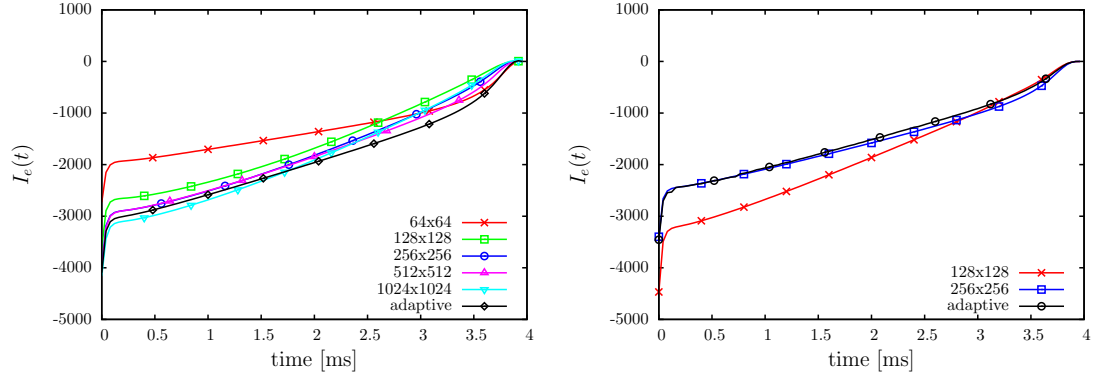 1000
0
-1000
-2000
-3000
-4000
-5000
I_e(t)
0 0.5 1 1.5 2 2.5 3 3.5 4
time [ms]
64x64
128x128
256x256
512x512
1024x1024
adaptive
1000
0
-1000
-2000
-3000
-4000
-5000
I_e(t)
0 0.5 1 1.5 2 2.5 3 3.5 4
time [ms]
128x128
256x256
adaptive